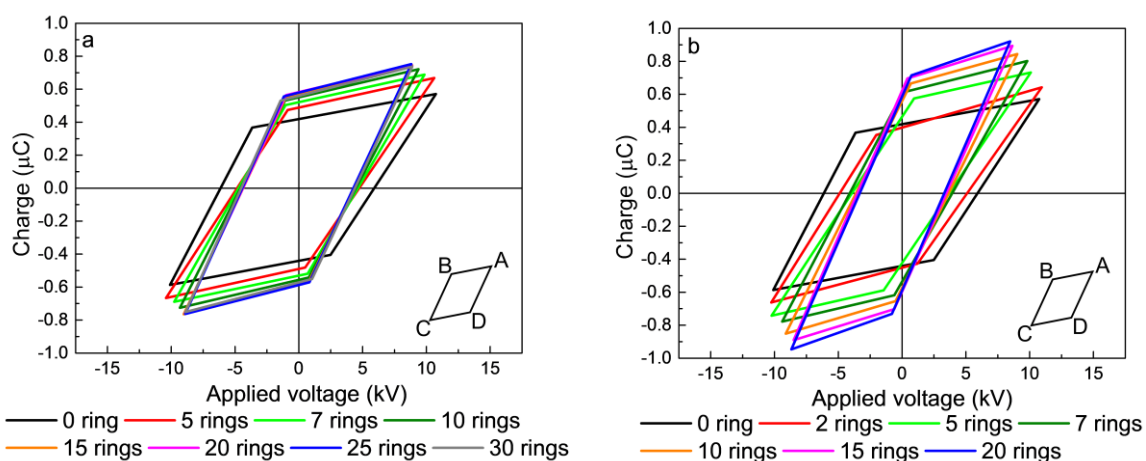 a
1.0
0.8
0.6
0.4
0.2
0.0
-0.2
-0.4
-0.6
-0.8
-1.0
Charge (μC)
B A
C D
-15 -10 -5 0 5 10 15
Applied voltage (kV)
0 ring 5 rings 7 rings 10 rings
15 rings 20 rings 25 rings 30 rings
b
1.0
0.8
0.6
0.4
0.2
0.0
-0.2
-0.4
-0.6
-0.8
-1.0
Charge (μC)
B A
C D
-15 -10 -5 0 5 10 15
Applied voltage (kV)
0 ring 2 rings 5 rings 7 rings
10 rings 15 rings 20 rings